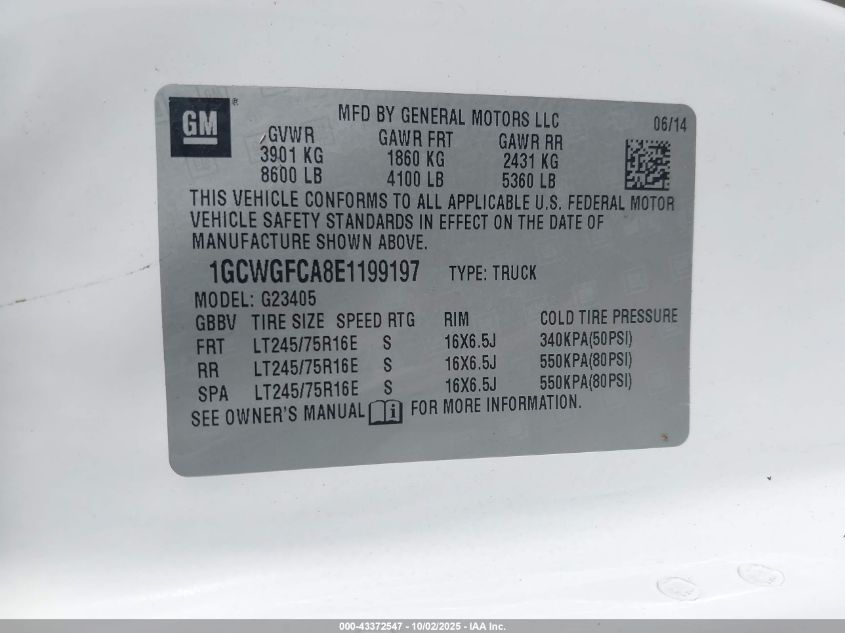 GM ® MFD BY GENERAL MOTORS LLC 06/14
GVWR GAWR FRT GAWR RR
3901 KG 1860 KG 2431 KG
8600 LB 4100 LB 5360 LB
THIS VEHICLE CONFORMS TO ALL APPLICABLE U.S. FEDERAL MOTOR
VEHICLE SAFETY STANDARDS IN EFFECT ON THE DATE OF
MANUFACTURE SHOWN ABOVE.
1GCWGFCA8E1199197 TYPE: TRUCK
MODEL: G23405
GBBV TIRE SIZE SPEED RTG RIM COLD TIRE PRESSURE
FRT LT245/75R16E S 16X6.5J 340KPA(50PSI)
RR LT245/75R16E S 16X6.5J 550KPA(80PSI)
SPA LT245/75R16E S 16X6.5J 550KPA(80PSI)
SEE OWNER'S MANUAL i FOR MORE INFORMATION.
000-43372547 - 10/02/2025 - IAA Inc.